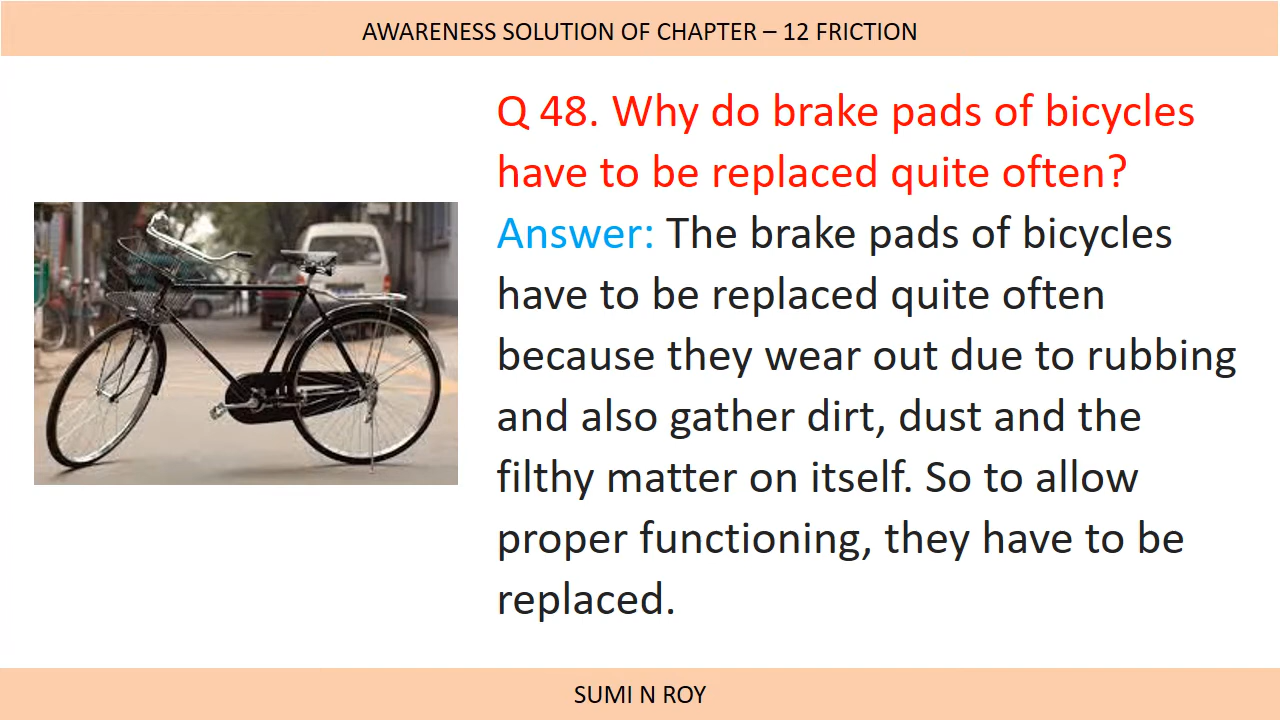 AWARENESS SOLUTION OF CHAPTER – 12 FRICTION
Q 48. Why do brake pads of bicycles
have to be replaced quite often?
Answer: The brake pads of bicycles
have to be replaced quite often
because they wear out due to rubbing
and also gather dirt, dust and the
filthy matter on itself. So to allow
proper functioning, they have to be
replaced.
SUMI N ROY